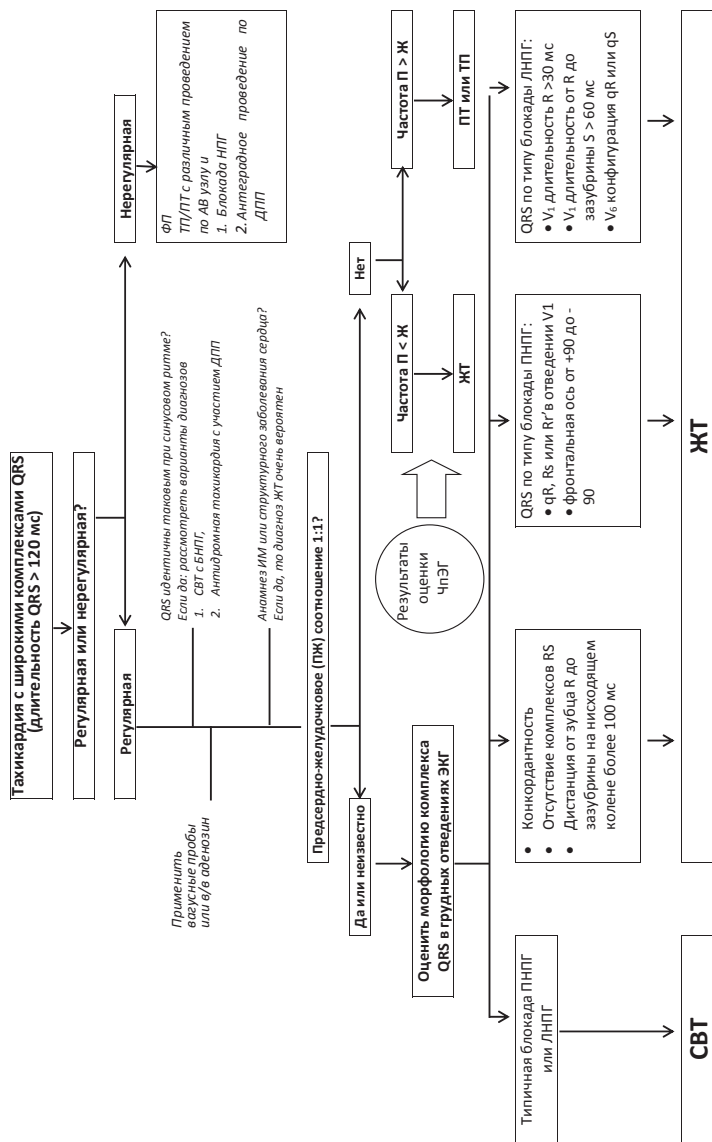 Тахикардия с широкими комплексами QRS
(длительность QRS > 120 мс)
Регулярная или нерегулярная?
Регулярная
Нерегулярная
ФП
ТП/ПТ с различным проведением
по АВ узлу и
1. Блокада НПГ
2. Антеградное проведение по
ДПП
QRS идентичны таковым при синусовом ритме?
Если да: рассмотреть варианты диагнозов
1. СВТ с БНПГ,
2. Антидромная тахикардия с участием ДПП
Применить
вагусные пробы
или в/в аденозин
Анамнез ИМ или структурного заболевания сердца?
Если да, то диагноз ЖТ очень вероятен
Предсердно-желудочковое (ПЖ) соотношение 1:1?
Да или неизвестно
Нет
Оценить морфологию комплекса
QRS в грудных отведениях ЭКГ
Результаты
оценки
ЧпЭГ
Частота П < Ж
Частота П > Ж
ЖТ
ПТ или ТП
Типичная блокада ПНПГ
или ЛНПГ
• Конкордантность
• Отсутствие комплексов RS
• Дистанция от зубца R до
зазубрины на нисходящем
колене более 100 мс
QRS по типу блокады ПНПГ:
• qR, Rs или Rr' в отведении V1
• фронтальная ось от +90 до -
90
QRS по типу блокады ЛНПГ:
• V₁ длительность R >30 мс
• V₁ длительность от R до
зазубрины S > 60 мс
• V₆ конфигурация qR или qS
СВТ
ЖТ